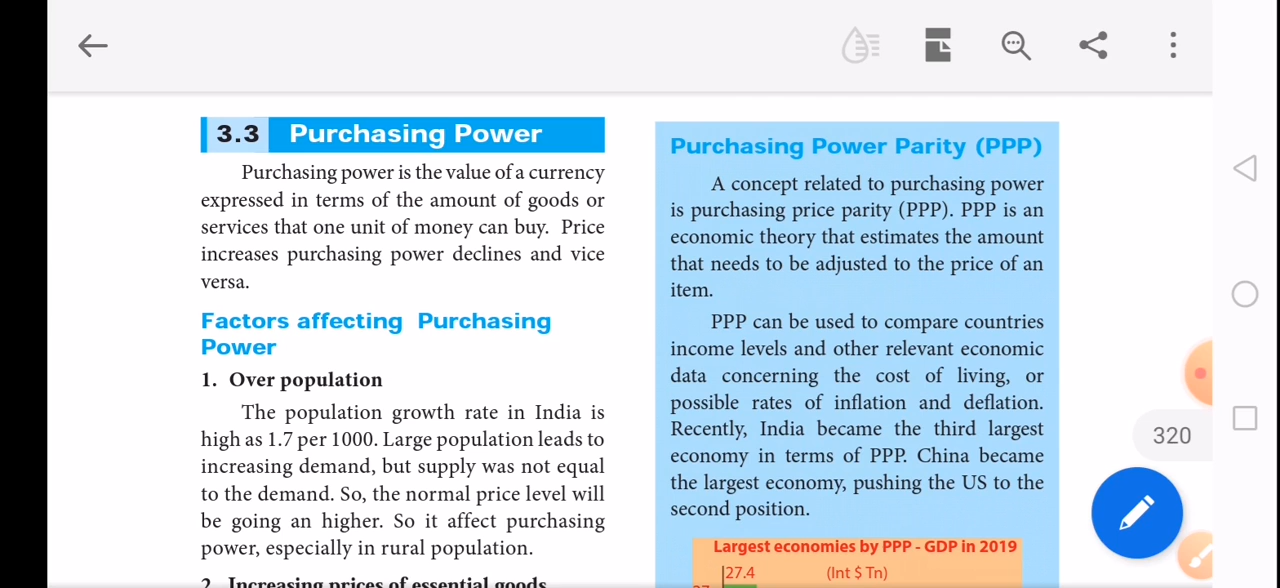 3.3 Purchasing Power
Purchasing power is the value of a currency
expressed in terms of the amount of goods or
services that one unit of money can buy. Price
increases purchasing power declines and vice
versa.
Factors affecting Purchasing
Power
1. Over population
The population growth rate in India is
high as 1.7 per 1000. Large population leads to
increasing demand, but supply was not equal
to the demand. So, the normal price level will
be going an higher. So it affect purchasing
power, especially in rural population.
2. Increasing prices of essential goods
Purchasing Power Parity (PPP)
A concept related to purchasing power
is purchasing price parity (PPP). PPP is an
economic theory that estimates the amount
that needs to be adjusted to the price of an
item.
PPP can be used to compare countries
income levels and other relevant economic
data concerning the cost of living, or
possible rates of inflation and deflation.
Recently, India became the third largest
economy in terms of PPP. China became
the largest economy, pushing the US to the
second position.
Largest economies by PPP - GDP in 2019
27.4 (Int $ Tn)
320